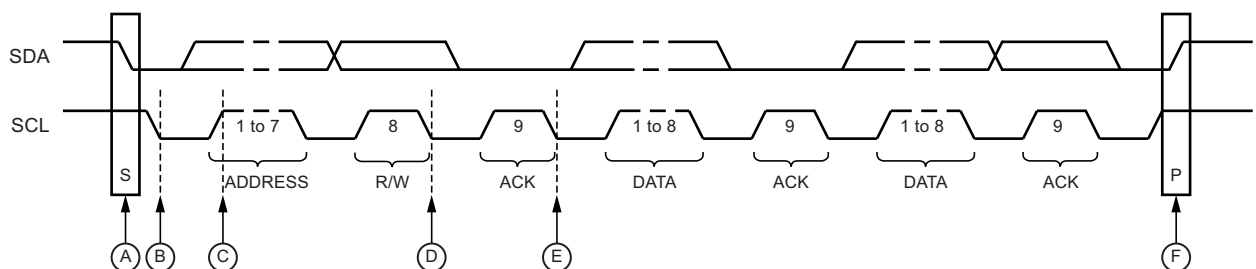 SDA
SCL
1 to 7
8
9
1 to 8
9
1 to 8
9
S
ADDRESS
R/W
ACK
DATA
ACK
DATA
ACK
P
A
B
C
D
E
F